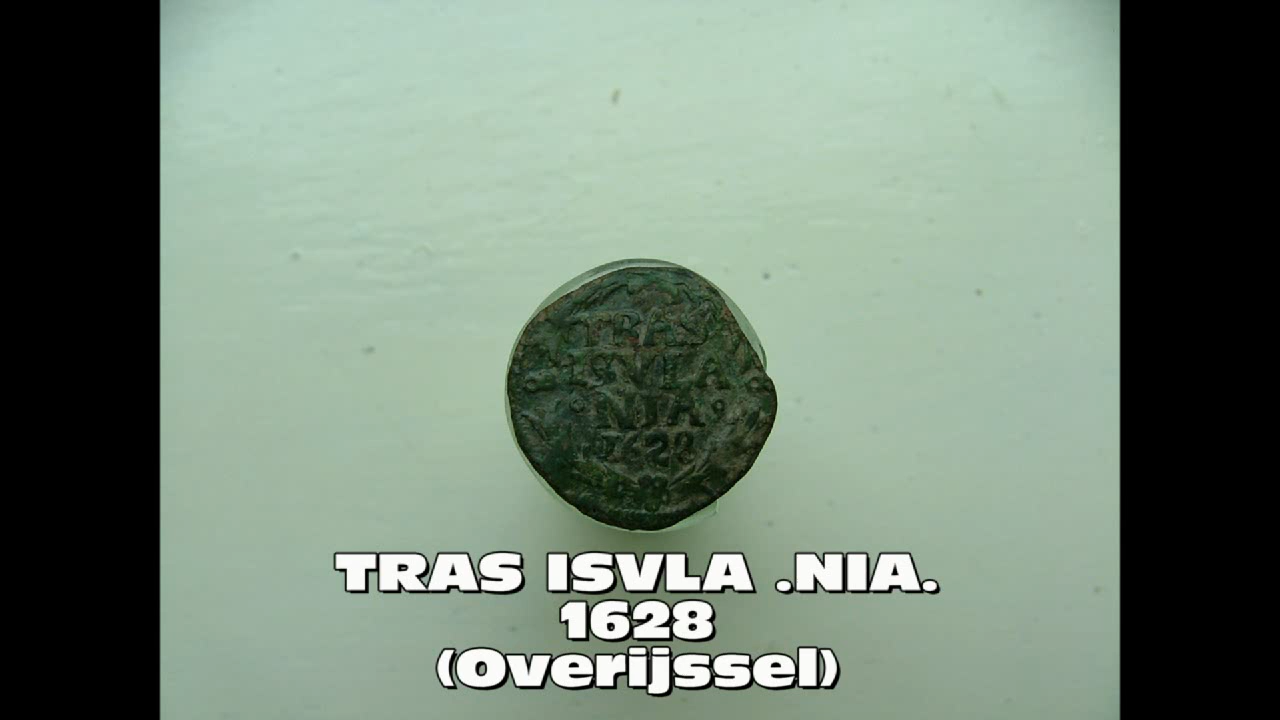 TRAS
ISVLA
NIA
1628
TRAS ISVLA .NIA.
1628
(Overijssel)